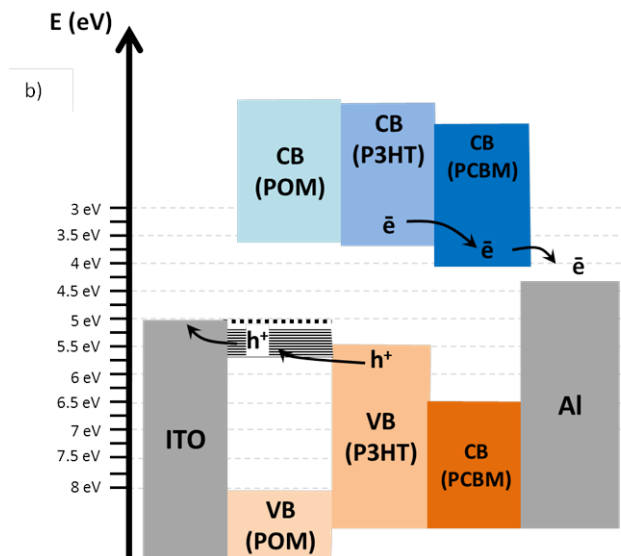 E (eV)
b)
CB
(POM)
CB
(P3HT)
CB
(PCBM)
3 eV
3.5 eV
4 eV
4.5 eV
5 eV
5.5 eV
6 eV
6.5 eV
7 eV
7.5 eV
8 eV
ē
ē
ē
h⁺
h⁺
ITO
VB
(POM)
VB
(P3HT)
CB
(PCBM)
Al